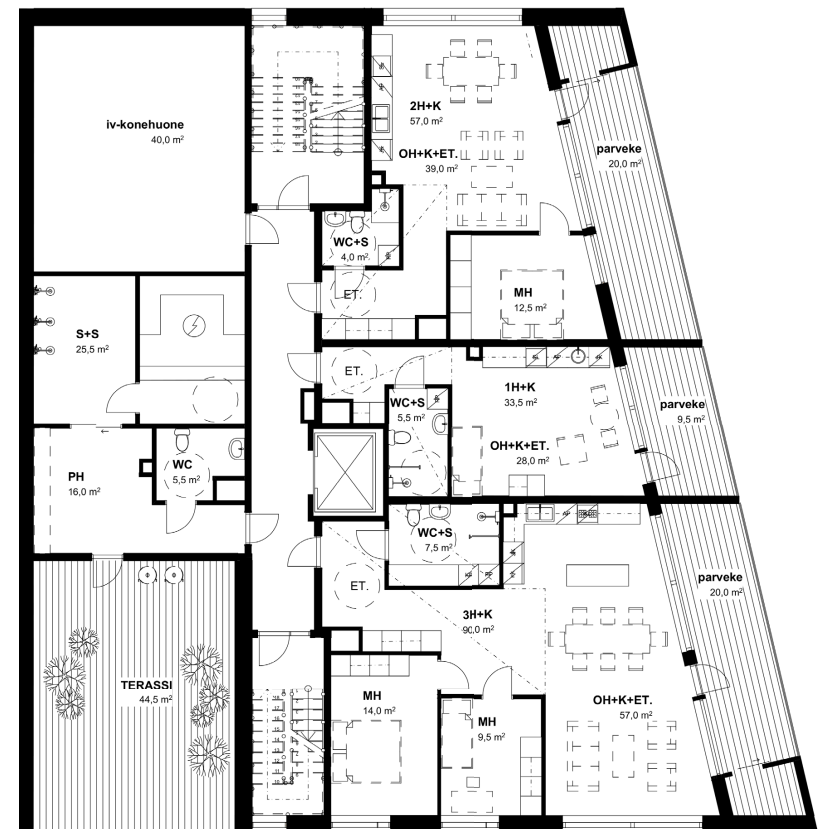 iv-konehuone
40,0 m²
2H+K
57,0 m²
OH+K+ET.
39,0 m²
parveke
20,0 m²
WC+S
4,0 m²
ET.
MH
12,5 m²
S+S
25,5 m²
ET.
WC+S
5,5 m²
1H+K
33,5 m²
OH+K+ET.
28,0 m²
parveke
9,5 m²
PH
16,0 m²
WC
5,5 m²
WC+S
7,5 m²
ET.
3H+K
90,0 m²
parveke
20,0 m²
TERASSI
44,5 m²
MH
14,0 m²
MH
9,5 m²
OH+K+ET.
57,0 m²